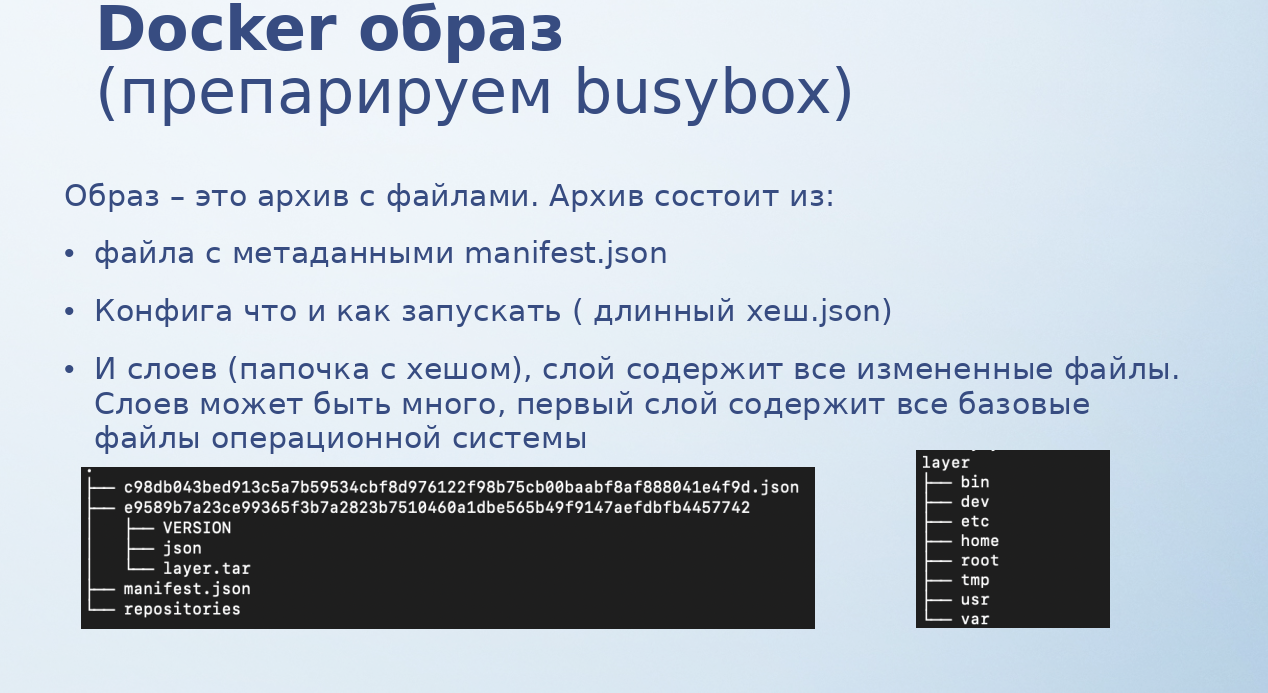 Docker образ
(препарируем busybox)
Образ – это архив с файлами. Архив состоит из:
• файла с метаданными manifest.json
• Конфига что и как запускать ( длинный хеш.json)
• И слоев (папочка с хешом), слой содержит все измененные файлы.
Слоев может быть много, первый слой содержит все базовые
файлы операционной системы
.
├── c98db043bed913c5a7b59534cbf8d976122f98b75cb00baabf8af888041e4f9d.json
├── e9589b7a23ce99365f3b7a2823b7510460a1dbe565b49f9147aefdbfb4457742
│   ├── VERSION
│   ├── json
│   └── layer.tar
├── manifest.json
└── repositories
layer
├── bin
├── dev
├── etc
├── home
├── root
├── tmp
├── usr
└── var